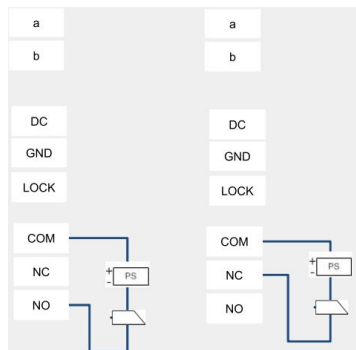 a
b
DC
GND
LOCK
COM
NC
NO
+
-
PS
a
b
DC
GND
LOCK
COM
NC
NO
+
-
PS